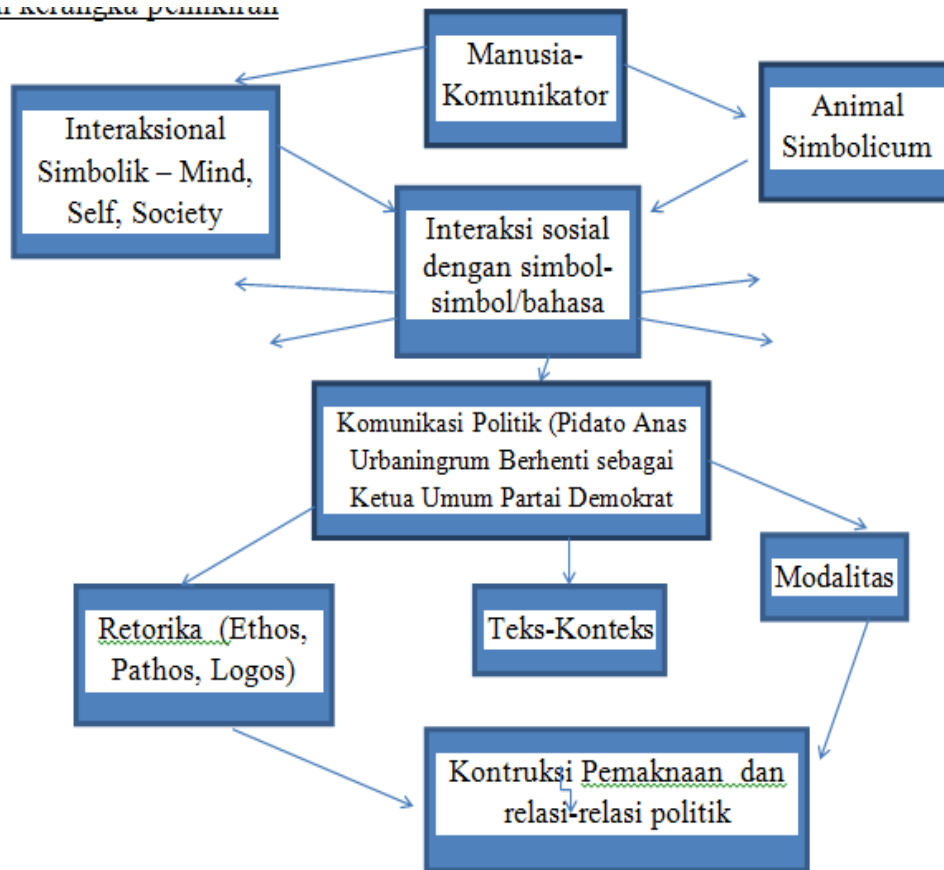 kerangka pemikiran
Manusia-
Komunikator
Interaksional
Simbolik – Mind,
Self, Society
Animal
Simbolicum
Interaksi sosial
dengan simbol-
simbol/bahasa
Komunikasi Politik (Pidato Anas
Urbaningrum Berhenti sebagai
Ketua Umum Partai Demokrat
Retorika (Ethos,
Pathos, Logos)
Teks-Konteks
Modalitas
Kontruksi Pemaknaan dan
relasi-relasi politik